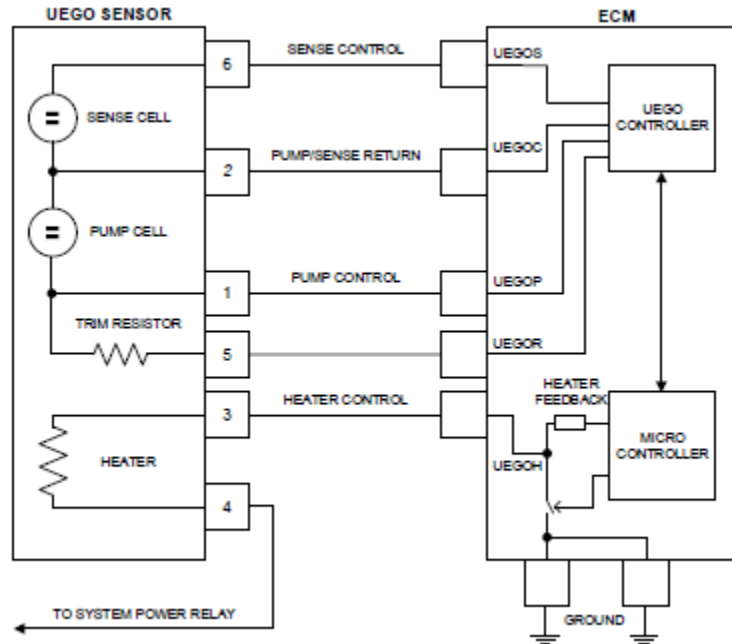 UEGO SENSOR
ECM
6
SENSE CONTROL
UEGOS
SENSE CELL
UEGO
CONTROLLER
2
PUMP/SENSE RETURN
UEGOC
PUMP CELL
1
PUMP CONTROL
UEGOP
TRIM RESISTOR
5
UEGOR
3
HEATER CONTROL
HEATER
FEEDBACK
MICRO
CONTROLLER
HEATER
UEGOH
4
TO SYSTEM POWER RELAY
GROUND